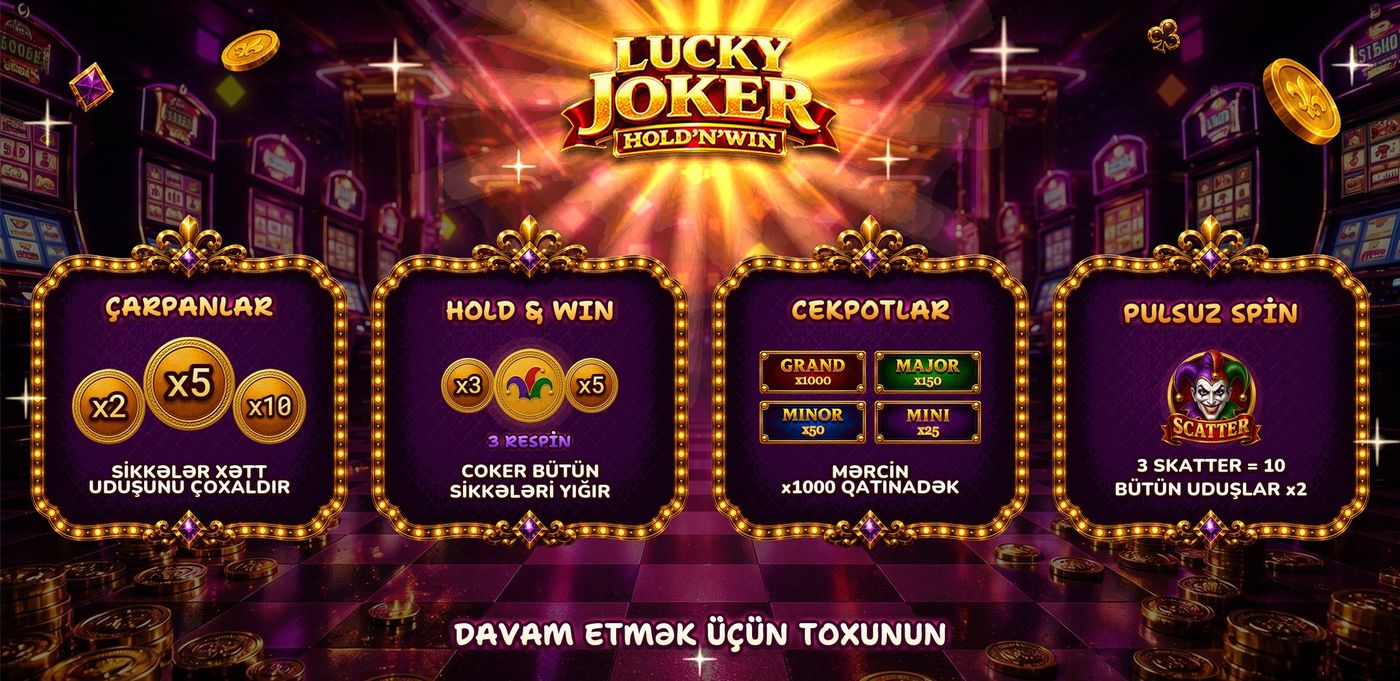 LUCKY
JOKER
HOLD'N'WIN
ÇARPANLAR
x2
x5
x10
SİKKƏLƏR XƏTT
UDUŞUNU ÇOXALDIR
HOLD & WIN
x3
x5
3 RESPİN
COKER BÜTÜN
SİKKƏLƏRİ YIĞIR
CEKPOTLAR
GRAND
x1000
MAJOR
x150
MINOR
x50
MINI
x25
MƏRCİN
x1000 QATINADƏK
PULSUZ SPİN
SCATTER
3 SKATTER = 10
BÜTÜN UDUŞLAR x2
DAVAM ETMƏK ÜÇÜN TOXUNUN